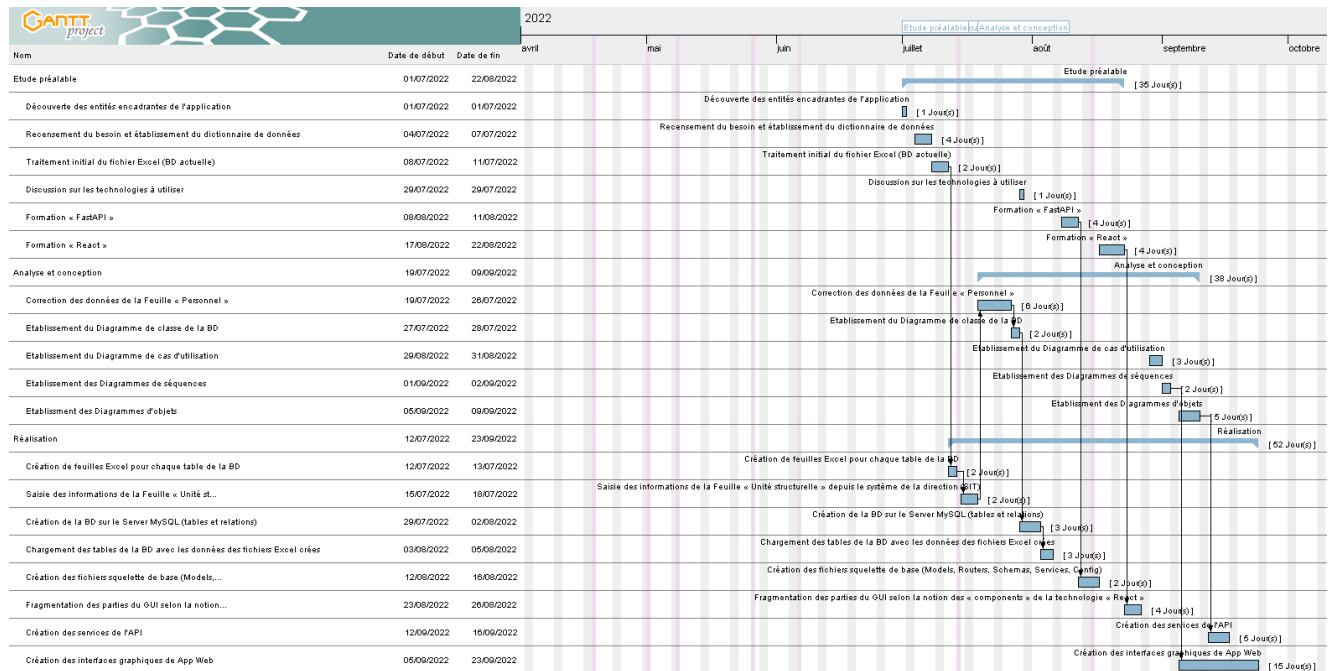 GANTT project
2022
Etude préalable Analyse et conception
Nom Date de début Date de fin
avril mai juin juillet août septembre octobre
Etude préalable 01/07/2022 22/08/2022 Etude préalable [35 Jour(s)]
Découverte des entités encadrantes de l'application 01/07/2022 01/07/2022 Découverte des entités encadrantes de l'application [1 Jour(s)]
Recensement du besoin et établissement du dictionnaire de données 04/07/2022 07/07/2022 Recensement du besoin et établissement du dictionnaire de données [4 Jour(s)]
Traitement initial du fichier Excel (BD actuelle) 08/07/2022 11/07/2022 Traitement initial du fichier Excel (BD actuelle) [2 Jour(s)]
Discussion sur les technologies à utiliser 29/07/2022 29/07/2022 Discussion sur les technologies à utiliser [1 Jour(s)]
Formation « FastAPI » 08/08/2022 11/08/2022 Formation « FastAPI » [4 Jour(s)]
Formation « React » 17/08/2022 22/08/2022 Formation « React » [4 Jour(s)]
Analyse et conception 19/07/2022 09/09/2022 Analyse et conception [38 Jour(s)]
Correction des données de la Feuille « Personnel » 19/07/2022 26/07/2022 Correction des données de la Feuille « Personnel » [6 Jour(s)]
Etablissement du Diagramme de classe de la BD 27/07/2022 28/07/2022 Etablissement du Diagramme de classe de la BD [2 Jour(s)]
Etablissement du Diagramme de cas d'utilisation 29/08/2022 31/08/2022 Etablissement du Diagramme de cas d'utilisation [3 Jour(s)]
Etablissement des Diagrammes de séquences 01/09/2022 02/09/2022 Etablissement des Diagrammes de séquences [2 Jour(s)]
Etablissment des Diagrammes d'objets 05/09/2022 09/09/2022 Etablissment des Diagrammes d'objets [5 Jour(s)]
Réalisation 12/07/2022 23/09/2022 Réalisation [52 Jour(s)]
Création de feuilles Excel pour chaque table de la BD 12/07/2022 13/07/2022 Création de feuilles Excel pour chaque table de la BD [2 Jour(s)]
Saisie des informations de la Feuille « Unité st... 15/07/2022 18/07/2022 Saisie des informations de la Feuille « Unité structurelle » depuis le système de la direction (SIT) [2 Jour(s)]
Création de la BD sur le Server MySQL (tables et relations) 29/07/2022 02/08/2022 Création de la BD sur le Server MySQL (tables et relations) [3 Jour(s)]
Chargement des tables de la BD avec les données des fichiers Excel crées 03/08/2022 05/08/2022 Chargement des tables de la BD avec les données des fichiers Excel crées [3 Jour(s)]
Création des fichiers squelette de base (Models,... 12/08/2022 16/08/2022 Création des fichiers squelette de base (Models, Routers, Schemas, Services, Config) [2 Jour(s)]
Fragmentation des parties du GUI selon la notion... 23/08/2022 26/08/2022 Fragmentation des parties du GUI selon la notion des « components » de la technologie « React » [4 Jour(s)]
Création des services de l'API 12/09/2022 16/09/2022 Création des services de l'API [5 Jour(s)]
Création des interfaces graphiques de App Web 05/09/2022 23/09/2022 Création des interfaces graphiques de App Web [15 Jour(s)]